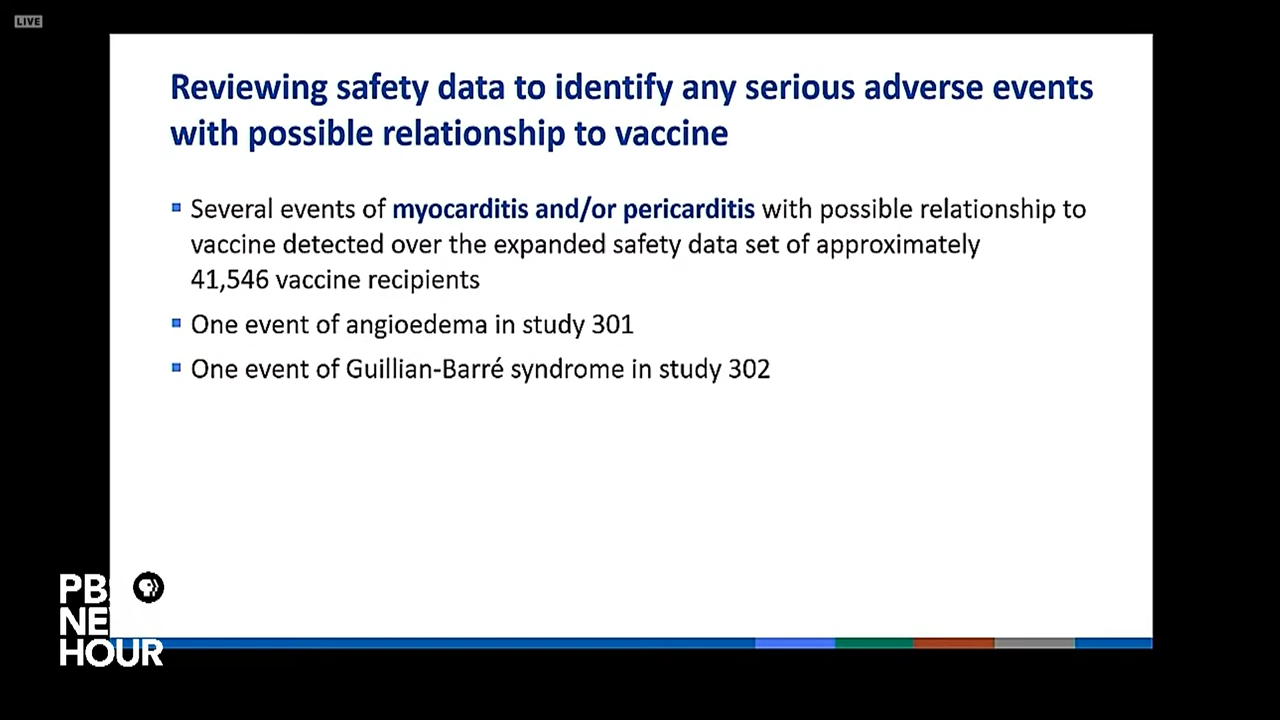 LIVE
Reviewing safety data to identify any serious adverse events
with possible relationship to vaccine
Several events of myocarditis and/or pericarditis with possible relationship to
vaccine detected over the expanded safety data set of approximately
41,546 vaccine recipients
One event of angioedema in study 301
One event of Guillian-Barré syndrome in study 302
PBS
NE
HOUR